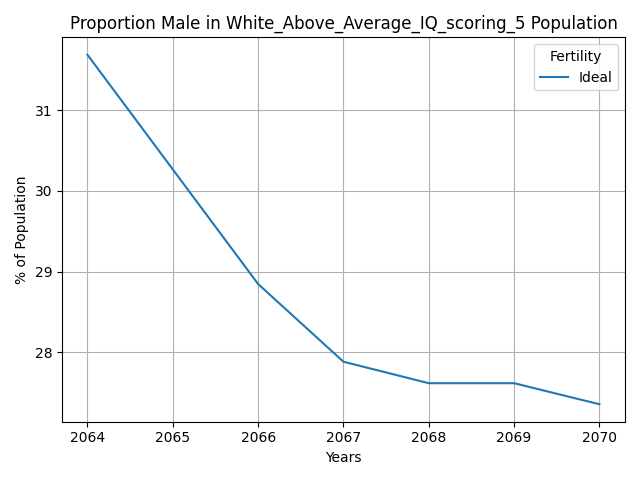 Proportion Male in White_Above_Average_IQ_scoring_5 Population
Fertility
Ideal
% of Population
31
30
29
28
2064 2065 2066 2067 2068 2069 2070
Years